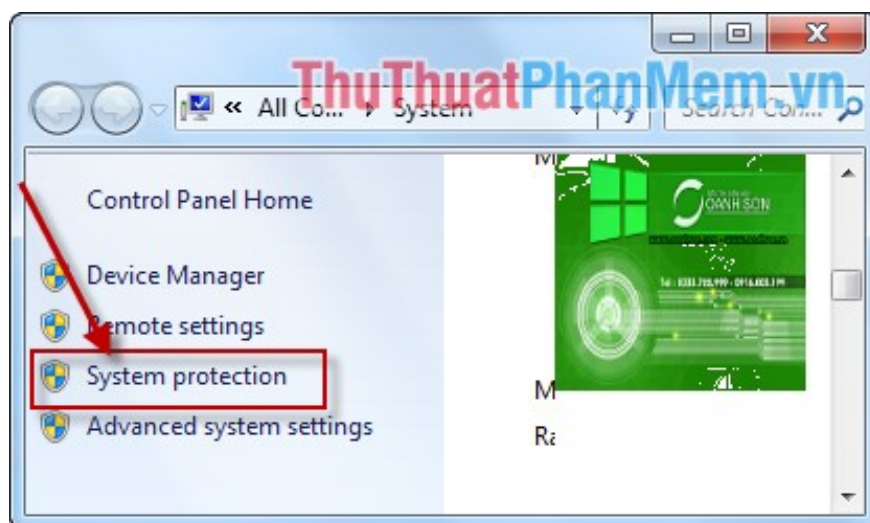 ThuThuatPhanMem.vn
« All Co... System
Search Con...
Control Panel Home
Device Manager
Remote settings
System protection
Advanced system settings
OANH SON
M
Ra